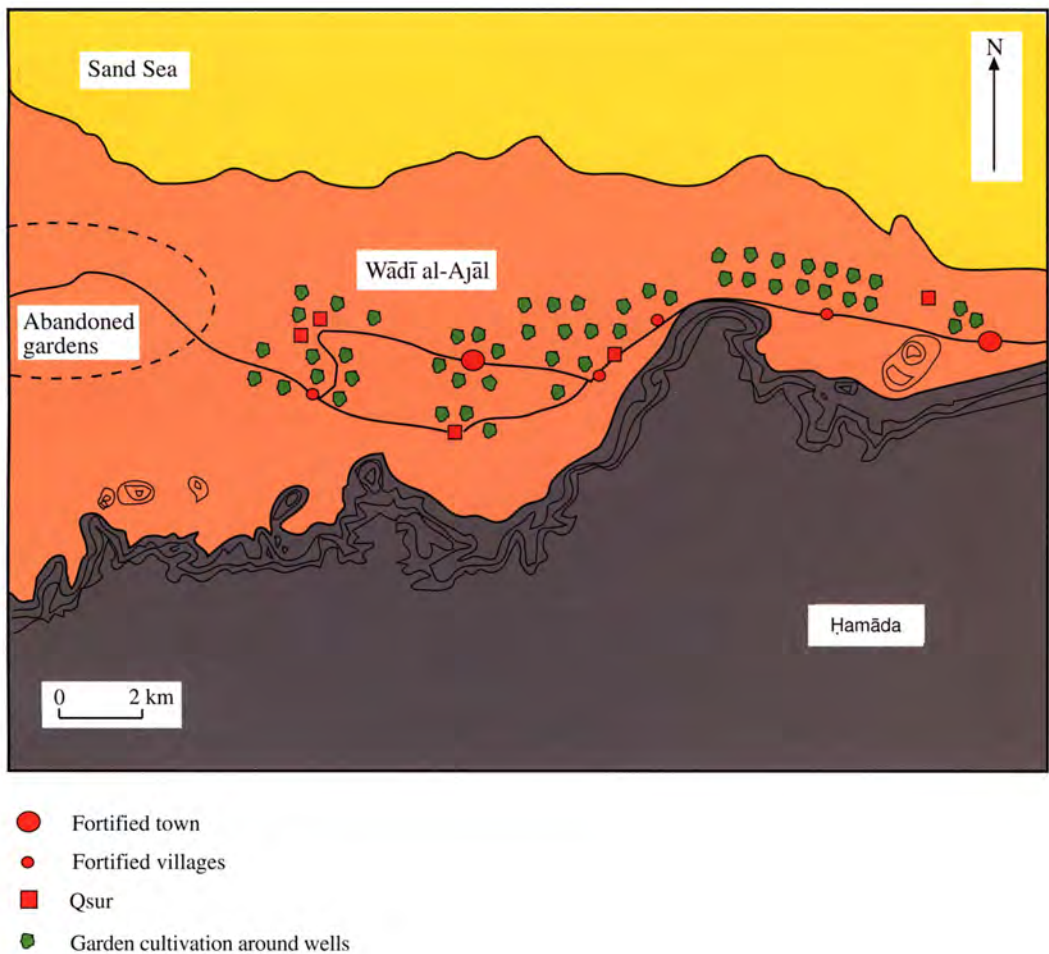 Sand Sea
N
Wādī al-Ajāl
Abandoned
gardens
Ḥamāda
0 2 km
Fortified town
Fortified villages
Qsur
Garden cultivation around wells